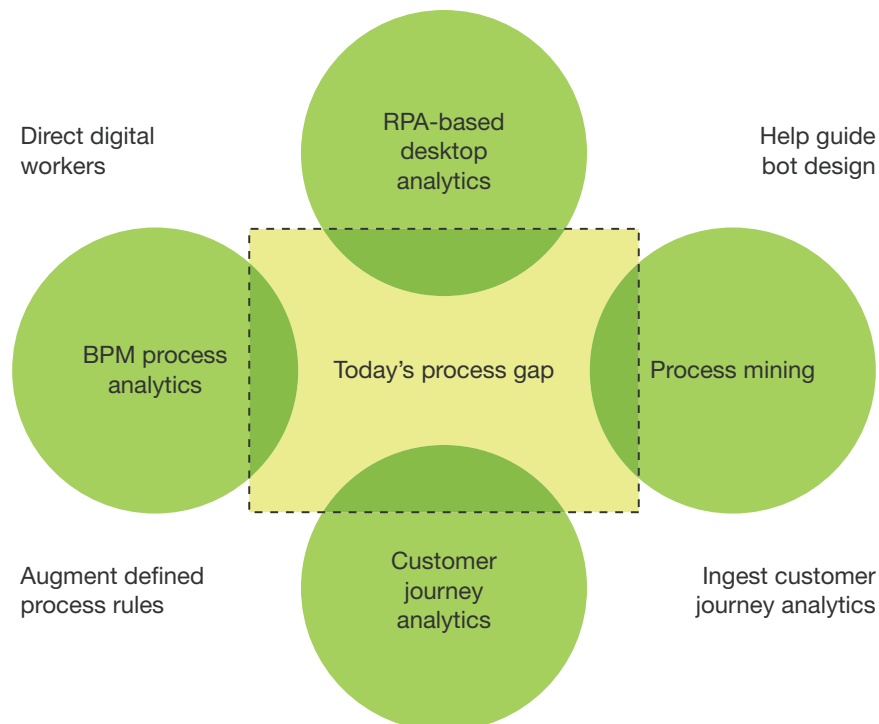 RPA-based
desktop
analytics
Direct digital
workers
Help guide
bot design
BPM process
analytics
Today's process gap
Process mining
Customer
journey
analytics
Augment defined
process rules
Ingest customer
journey analytics